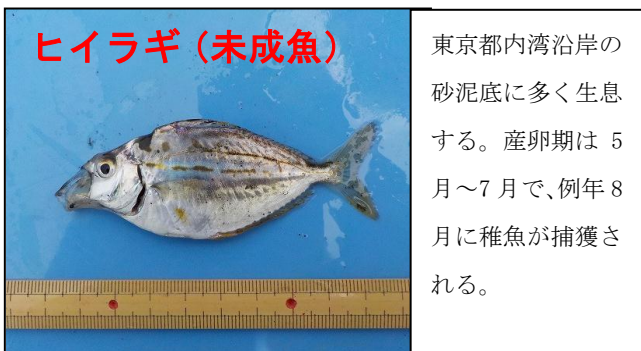 ヒイラギ（未成魚）
東京都内湾沿岸の
砂泥底に多く生息
する。産卵期は 5
月～7 月で、例年 8
月に稚魚が捕獲さ
れる。